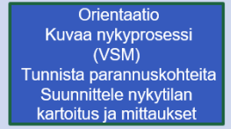 Orientaatio
Kuvaa nykyprosessi
(VSM)
Tunnista parannuskohteita
Suunnittele nykytilan
kartoitus ja mittaukset